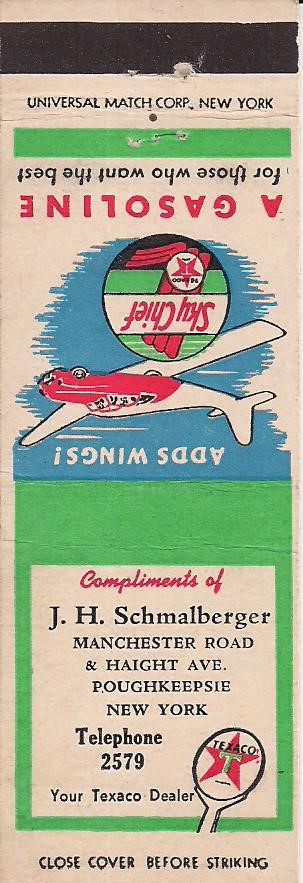 UNIVERSAL MATCH CORP., NEW YORK
for those who want the best
A GASOLINE
TEXACO
T
Sky Chief
ADDS WINGS!
Compliments of
J. H. Schmalberger
MANCHESTER ROAD
& HAIGHT AVE.
POUGHKEEPSIE
NEW YORK
Telephone
2579
TEXACO
T
Your Texaco Dealer
CLOSE COVER BEFORE STRIKING